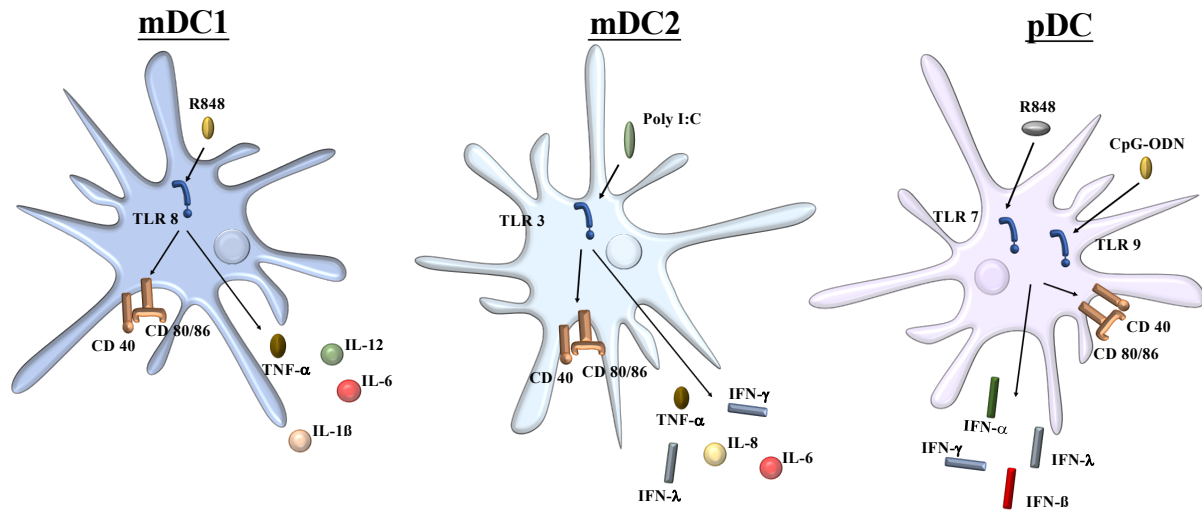 mDC1
R848
TLR 8
CD 40
CD 80/86
TNF-α
IL-12
IL-6
IL-1ß
mDC2
Poly I:C
TLR 3
CD 40
CD 80/86
TNF-α
IFN-γ
IL-8
IL-6
IFN-λ
pDC
R848
CpG-ODN
TLR 7
TLR 9
CD 40
CD 80/86
IFN-α
IFN-γ
IFN-λ
IFN-ß